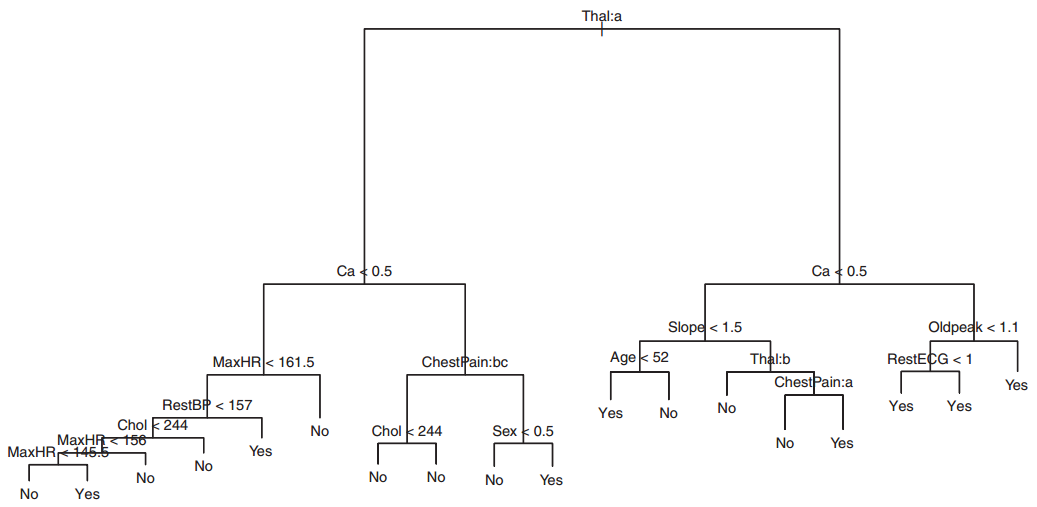 Thal:a
Ca < 0.5
Ca < 0.5
Slope < 1.5
Oldpeak < 1.1
MaxHR < 161.5
ChestPain:bc
Age < 52
Thal:b
RestECG < 1
ChestPain:a
Yes
RestBP < 157
Yes
No
No
Yes
Yes
Chol < 244
No
Chol < 244
Sex < 0.5
MaxHR < 156
No
Yes
MaxHR < 145.5
Yes
No
No
No
No
No
Yes
No
Yes